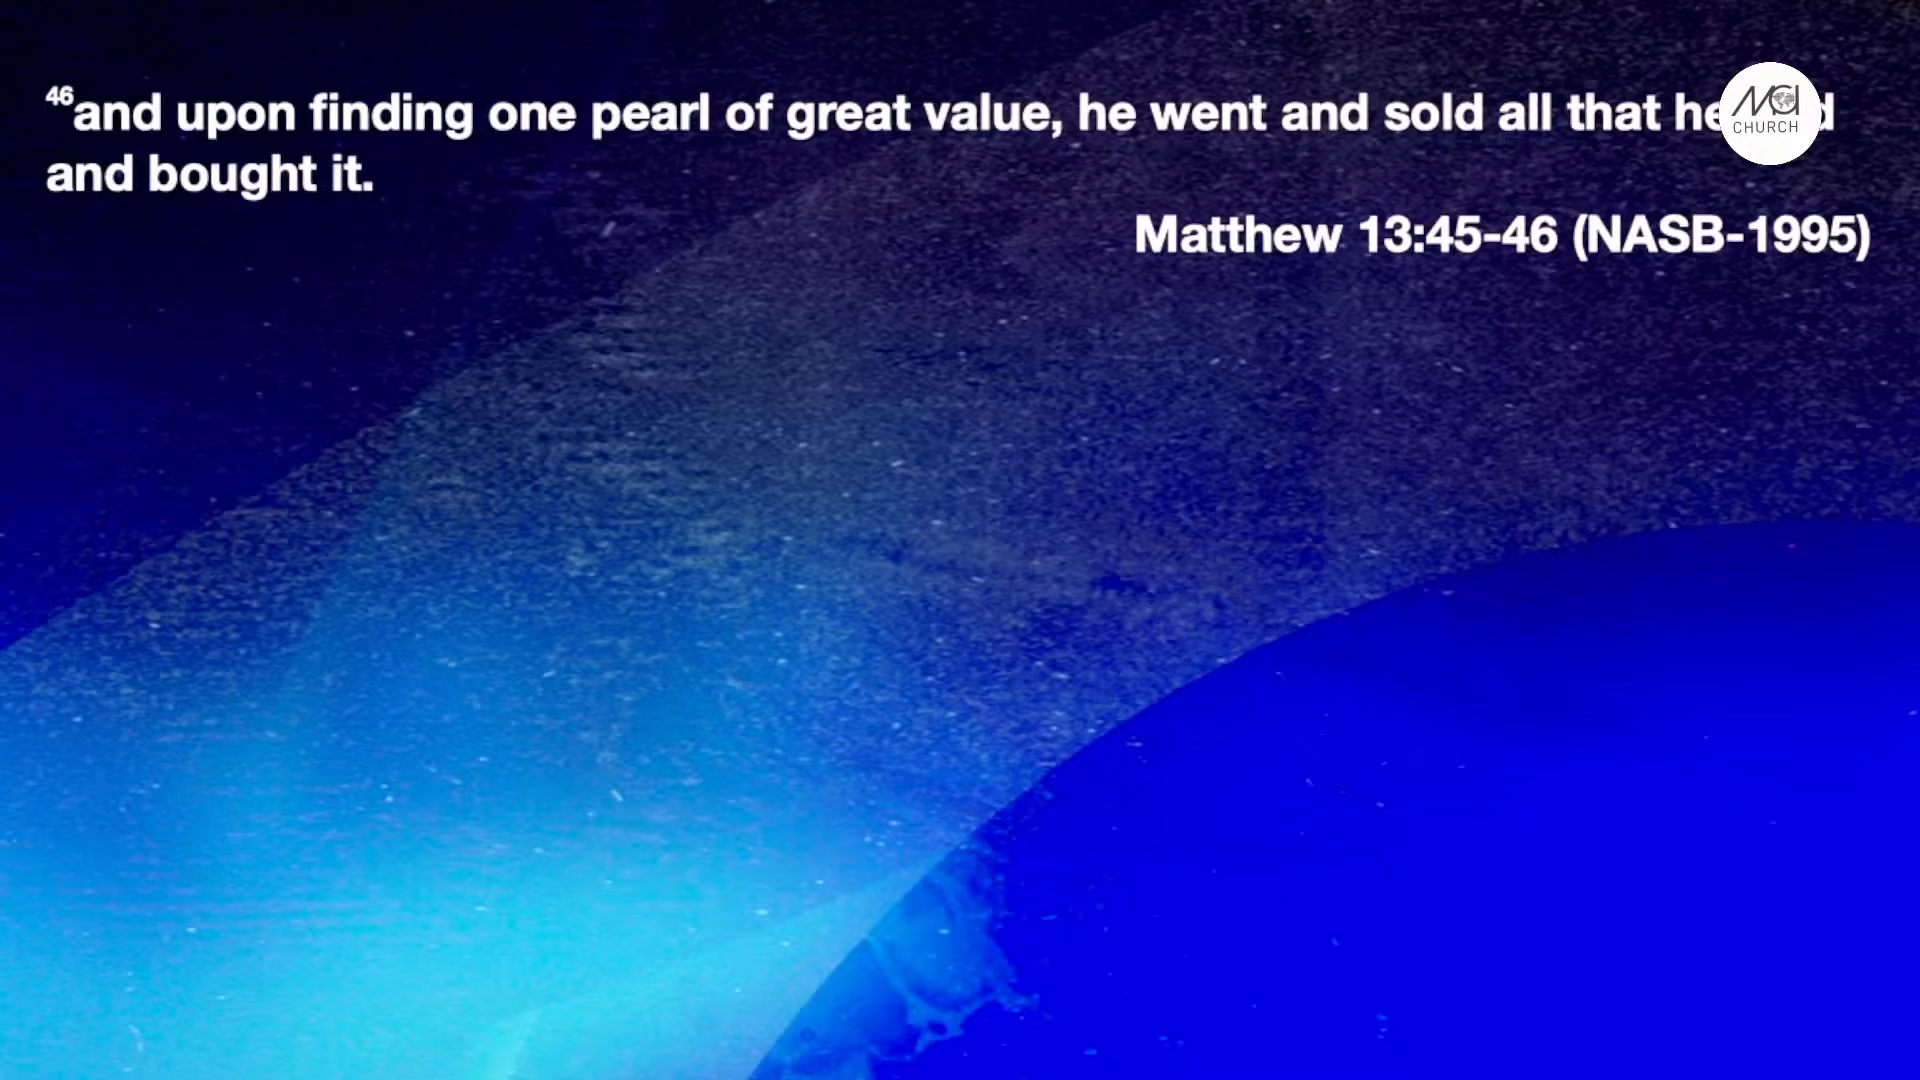 46and upon finding one pearl of great value, he went and sold all that he
and bought it.
Matthew 13:45-46 (NASB-1995)
MGI
CHURCH